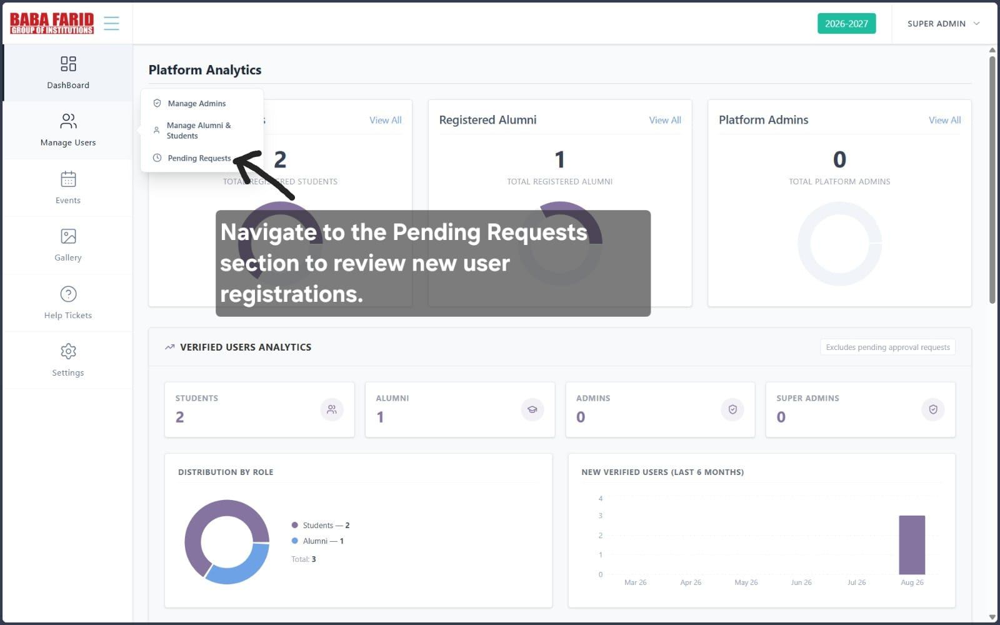 BABA FARID
GROUP OF INSTITUTIONS
2026-2027
SUPER ADMIN
DashBoard
Manage Users
Events
Gallery
Help Tickets
Settings
Platform Analytics
Manage Admins
Manage Alumni &
Students
Pending Requests
View All
2
TOTAL REGISTERED STUDENTS
Registered Alumni
View All
1
TOTAL REGISTERED ALUMNI
Platform Admins
View All
0
TOTAL PLATFORM ADMINS
Navigate to the Pending Requests
section to review new user
registrations.
VERIFIED USERS ANALYTICS
Excludes pending approval requests
STUDENTS
2
ALUMNI
1
ADMINS
0
SUPER ADMINS
0
DISTRIBUTION BY ROLE
Students — 2
Alumni — 1
Total: 3
NEW VERIFIED USERS (LAST 6 MONTHS)
4
3
2
1
0
Mar 26 Apr 26 May 26 Jun 26 Jul 26 Aug 26